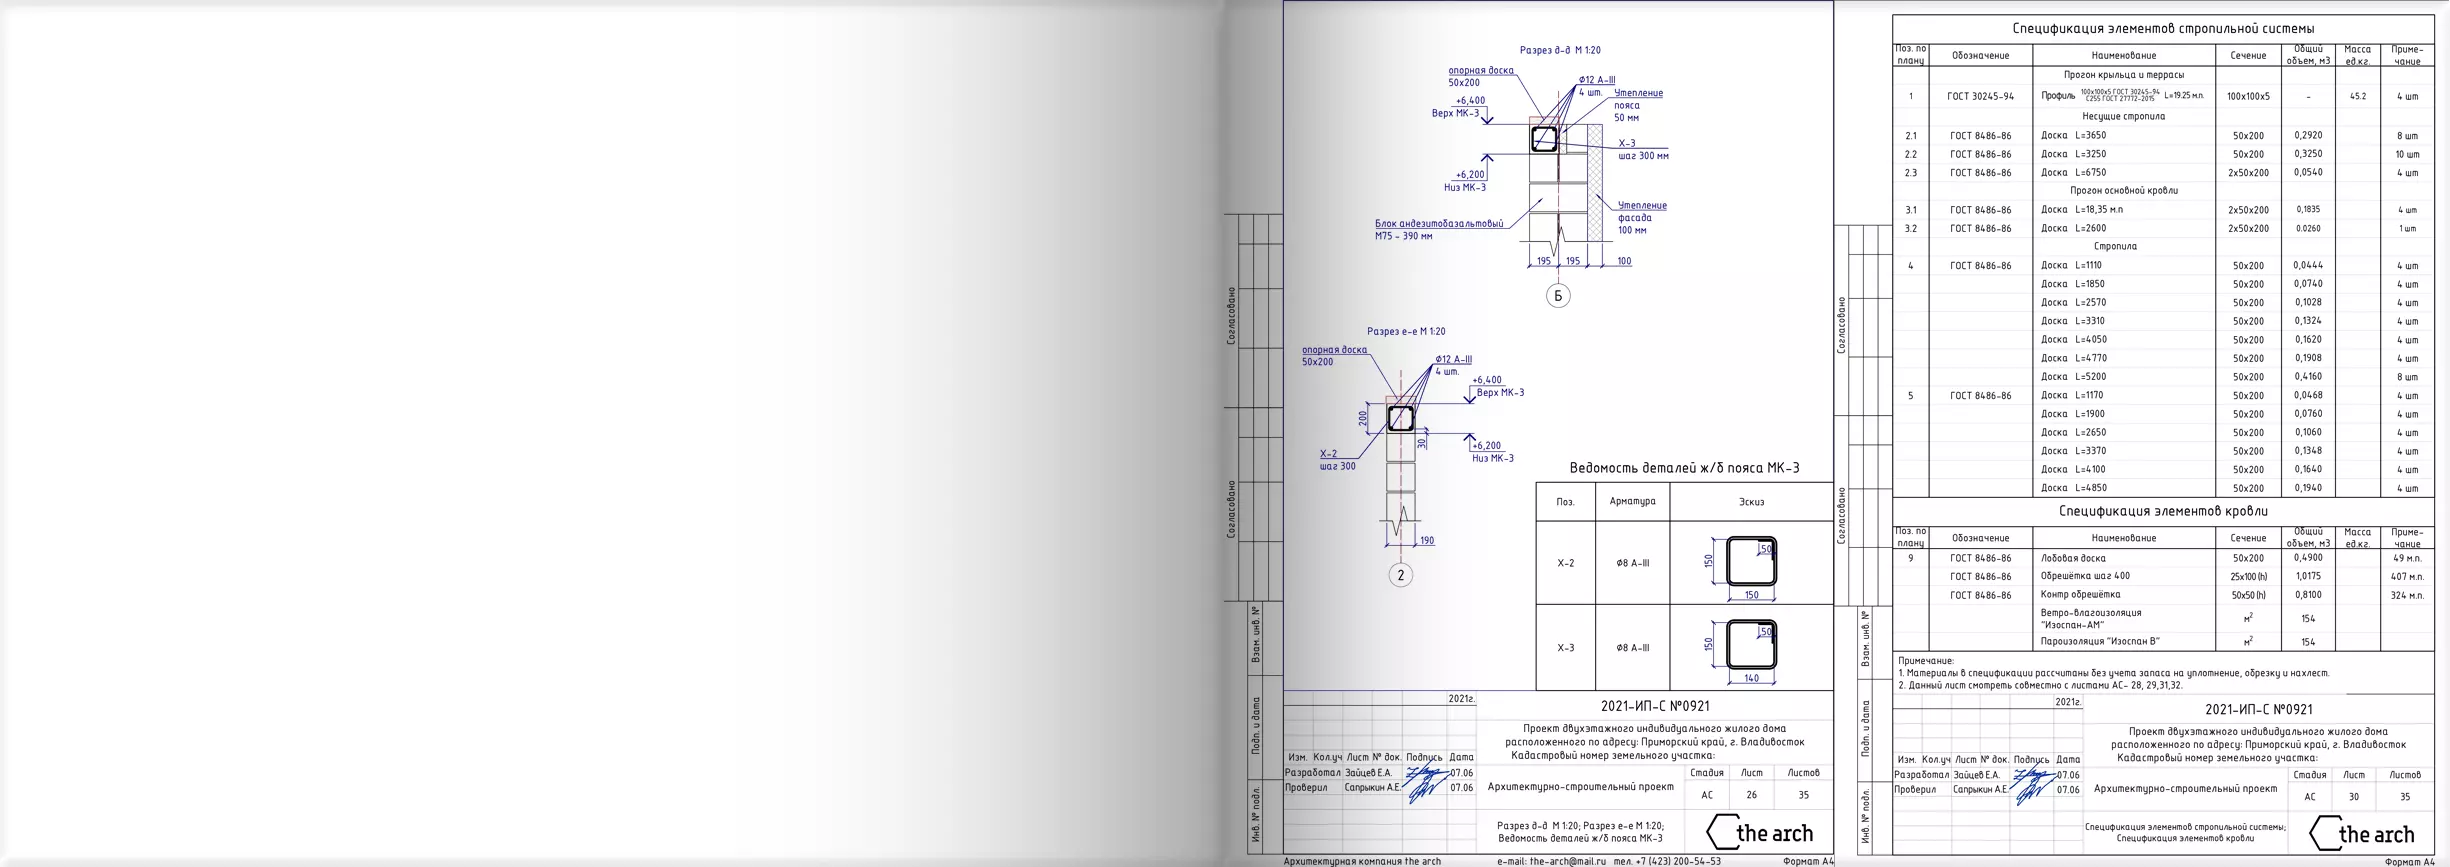 Разрез д-д М 1:20
опорная доска
50х200
Ø12 А-III
4 шт.
Утепление
пояса
50 мм
+6,400
Верх МК-3
Х-3
шаг 300 мм
+6,200
Низ МК-3
Утепление
фасада
100 мм
Блок андезитобазальтовый
М75 - 390 мм
195 195 100
Б
Разрез е-е М 1:20
опорная доска
50х200
Ø12 А-III
4 шт.
+6,400
Верх МК-3
200
30
+6,200
Низ МК-3
Х-2
шаг 300
190
2
Ведомость деталей ж/б пояса МК-3
Поз. Арматура Эскиз
Х-2 Ø8 А-III 150 50 150
Х-3 Ø8 А-III 150 50 140
Согласовано
Согласовано
Взам. инв. №
Подп. и дата
Инв. № подл.
2021г.
2021-ИП-С №0921
Проект двухэтажного индивидуального жилого дома
расположенного по адресу: Приморский край, г. Владивосток
Кадастровый номер земельного участка:
Изм. Кол.уч Лист № док. Подпись Дата
Разработал Зайцев Е.А. 07.06
Проверил Сапрыкин А.Е. 07.06
Архитектурно-строительный проект
Стадия Лист Листов
АС 26 35
Разрез д-д М 1:20; Разрез е-е М 1:20;
Ведомость деталей ж/б пояса МК-3
the arch
Архитектурная компания the arch e-mail: the-arch@mail.ru тел. +7 (423) 200-54-53 Формат А4
Спецификация элементов стропильной системы
Поз. по плану Обозначение Наименование Сечение Общий объем, м3 Масса ед.кг. Приме-чание
Прогон крыльца и террасы
1 ГОСТ 30245-94 Профиль 100х100х5 ГОСТ 30245-94 С255 ГОСТ 27772-2015 L=19.25 м.п. 100х100х5 - 45.2 4 шт
Несущие стропила
2.1 ГОСТ 8486-86 Доска L=3650 50х200 0,2920 8 шт
2.2 ГОСТ 8486-86 Доска L=3250 50х200 0,3250 10 шт
2.3 ГОСТ 8486-86 Доска L=6750 2х50х200 0,0540 4 шт
Прогон основной кровли
3.1 ГОСТ 8486-86 Доска L=18,35 м.п 2х50х200 0,1835 4 шт
3.2 ГОСТ 8486-86 Доска L=2600 2х50х200 0.0260 1 шт
Стропила
4 ГОСТ 8486-86 Доска L=1110 50х200 0,0444 4 шт
Доска L=1850 50х200 0,0740 4 шт
Доска L=2570 50х200 0,1028 4 шт
Доска L=3310 50х200 0,1324 4 шт
Доска L=4050 50х200 0,1620 4 шт
Доска L=4770 50х200 0,1908 4 шт
Доска L=5200 50х200 0,4160 8 шт
5 ГОСТ 8486-86 Доска L=1170 50х200 0,0468 4 шт
Доска L=1900 50х200 0,0760 4 шт
Доска L=2650 50х200 0,1060 4 шт
Доска L=3370 50х200 0,1348 4 шт
Доска L=4100 50х200 0,1640 4 шт
Доска L=4850 50х200 0,1940 4 шт
Спецификация элементов кровли
Поз. по плану Обозначение Наименование Сечение Общий объем, м3 Масса ед.кг. Приме-чание
9 ГОСТ 8486-86 Лобовая доска 50х200 0,4900 49 м.п.
ГОСТ 8486-86 Обрешётка шаг 400 25х100 (h) 1,0175 407 м.п.
ГОСТ 8486-86 Контр обрешётка 50х50 (h) 0,8100 324 м.п.
Ветро-влагоизоляция
"Изоспан-АМ" м2 154
Пароизоляция "Изоспан В" м2 154
Примечание:
1. Материалы в спецификации рассчитаны без учета запаса на уплотнение, обрезку и нахлест.
2. Данный лист смотреть совместно с листами АС- 28, 29,31,32.
Согласовано
Согласовано
Взам. инв. №
Подп. и дата
Инв. № подл.
2021г.
2021-ИП-С №0921
Проект двухэтажного индивидуального жилого дома
расположенного по адресу: Приморский край, г. Владивосток
Кадастровый номер земельного участка:
Изм. Кол.уч Лист № док. Подпись Дата
Разработал Зайцев Е.А. 07.06
Проверил Сапрыкин А.Е. 07.06
Архитектурно-строительный проект
Стадия Лист Листов
АС 30 35
Спецификация элементов стропильной системы;
Спецификация элементов кровли
the arch
Формат А4